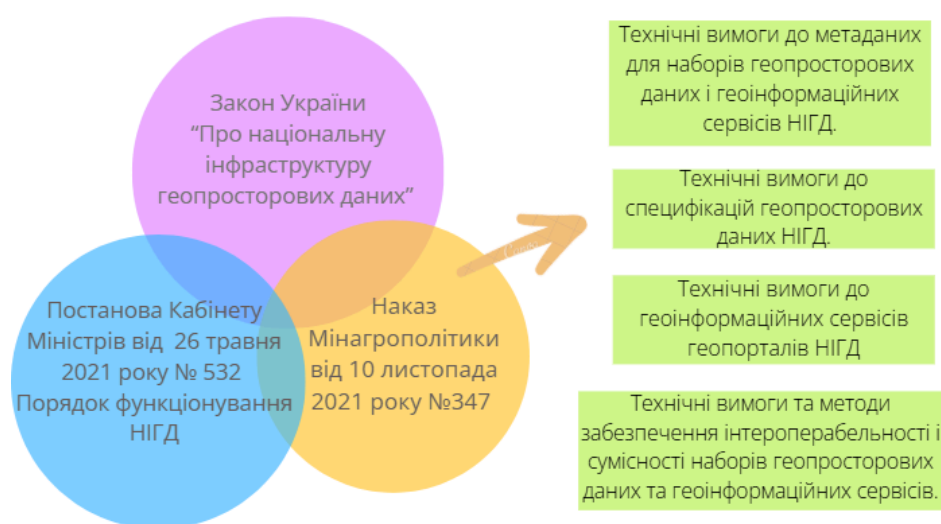 Закон України
“Про національну
інфраструктуру
геопросторових даних”
Постанова Кабінету
Міністрів від 26 травня
2021 року № 532
Порядок функціонування
НІГД
Наказ
Мінагрополітики
від 10 листопада
2021 року №347
Canva
Технічні вимоги до метаданих
для наборів геопросторових
даних і геоінформаційних
сервісів НІГД.
Технічні вимоги до
специфікацій геопросторових
даних НІГД.
Технічні вимоги до
геоінформаційних сервісів
геопорталів НІГД
Технічні вимоги та методи
забезпечення інтероперабельності і
сумісності наборів геопросторових
даних та геоінформаційних сервісів.